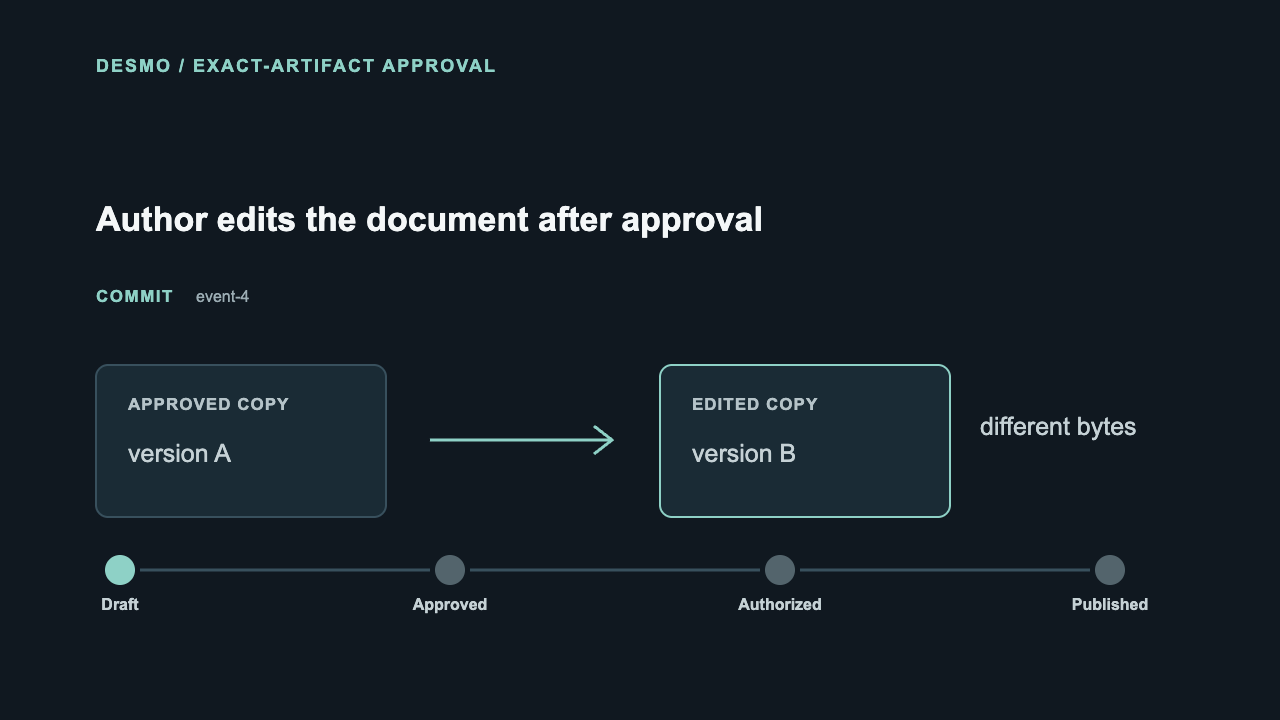 DESMO / EXACT-ARTIFACT APPROVAL
Author edits the document after approval
COMMIT event-4
APPROVED COPY
version A
EDITED COPY
version B
different bytes
Draft
Approved
Authorized
Published